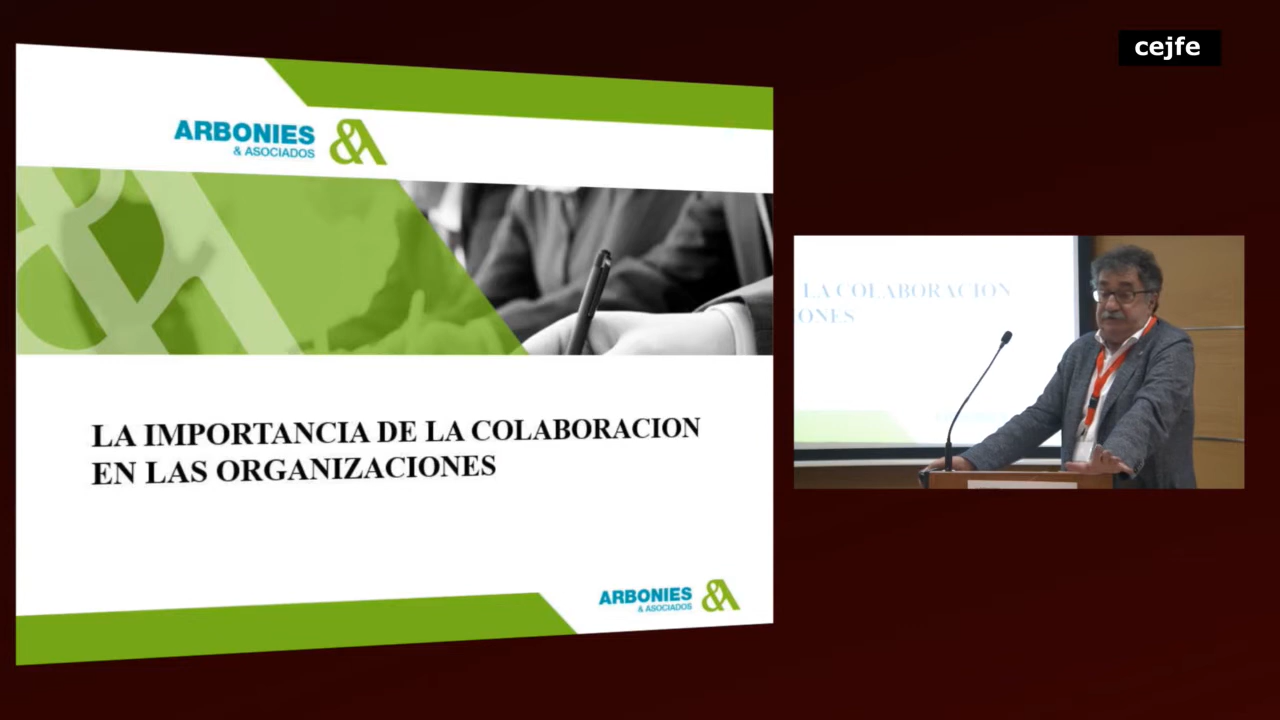 cejfe
ARBONIES
& ASOCIADOS
&A
LA IMPORTANCIA DE LA COLABORACION
EN LAS ORGANIZACIONES
ARBONIES
& ASOCIADOS
&A
LA COLABORACION
ONES